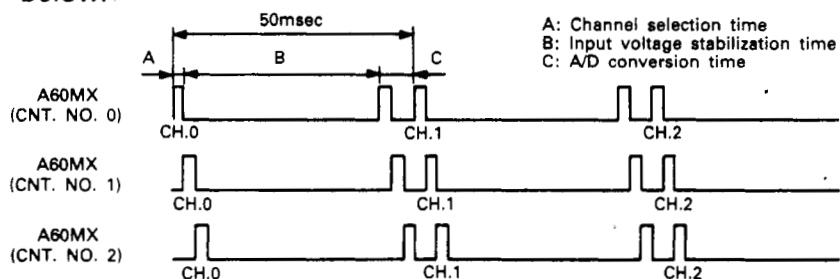 50msec
A: Channel selection time
B: Input voltage stabilization time
C: A/D conversion time
A B C
A60MX
(CNT. NO. 0)
CH.0 CH.1 CH.2
A60MX
(CNT. NO. 1)
CH.0 CH.1 CH.2
A60MX
(CNT. NO. 2)
CH.0 CH.1 CH.2